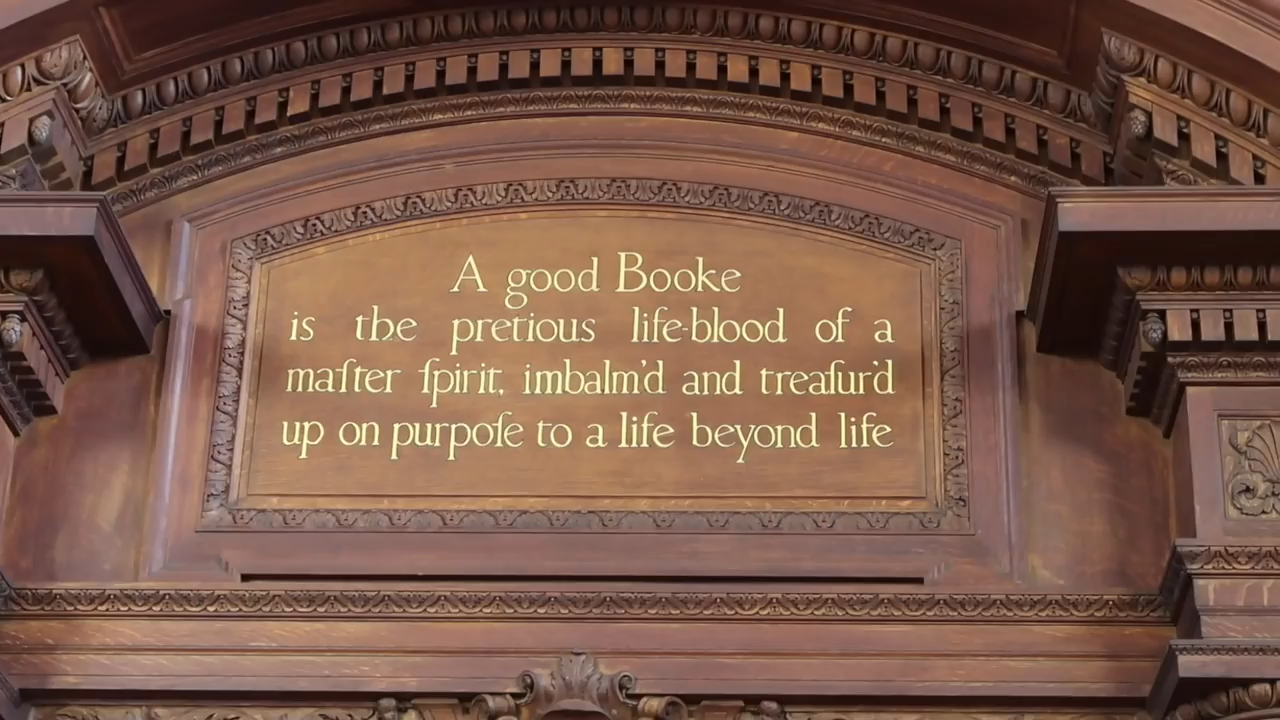 A good Booke
is the pretious life-blood of a
maſter ſpirit, imbalm'd and treaſur'd
up on purpoſe to a life beyond life